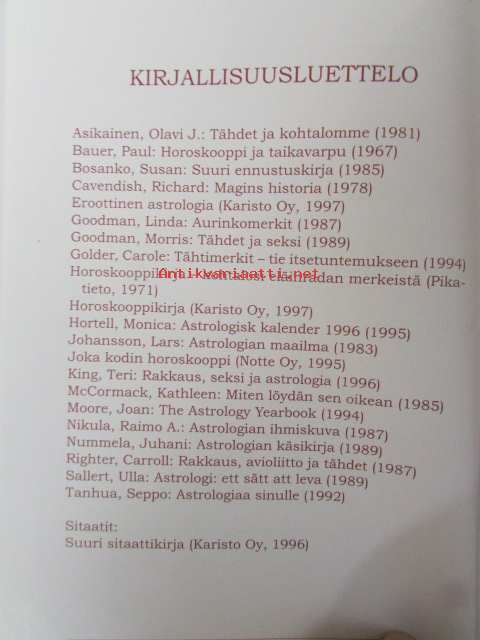 KIRJALLISUUSLUETTELO
Asikainen, Olavi J.: Tähdet ja kohtalomme (1981)
Bauer, Paul: Horoskooppi ja taikavarpu (1967)
Bosanko, Susan: Suuri ennustuskirja (1985)
Cavendish, Richard: Magins historia (1978)
Eroottinen astrologia (Karisto Oy, 1997)
Goodman, Linda: Aurinkomerkit (1987)
Goodman, Morris: Tähdet ja seksi (1989)
Golder, Carole: Tähtimerkit – tie itsetuntemukseen (1994)
Horoskooppikirja – kohtalosi eläinradan merkeistä (Pika-
tieto, 1971)
Antikvariaatti.net
Horoskooppikirja (Karisto Oy, 1997)
Hortell, Monica: Astrologisk kalender 1996 (1995)
Johansson, Lars: Astrologian maailma (1983)
Joka kodin horoskooppi (Notte Oy, 1995)
King, Teri: Rakkaus, seksi ja astrologia (1996)
McCormack, Kathleen: Miten löydän sen oikean (1985)
Moore, Joan: The Astrology Yearbook (1994)
Nikula, Raimo A.: Astrologian ihmiskuva (1987)
Nummela, Juhani: Astrologian käsikirja (1989)
Righter, Carroll: Rakkaus, avioliitto ja tähdet (1987)
Sallert, Ulla: Astrologi: ett sätt att leva (1989)
Tanhua, Seppo: Astrologiaa sinulle (1992)
Sitaatit:
Suuri sitaattikirja (Karisto Oy, 1996)